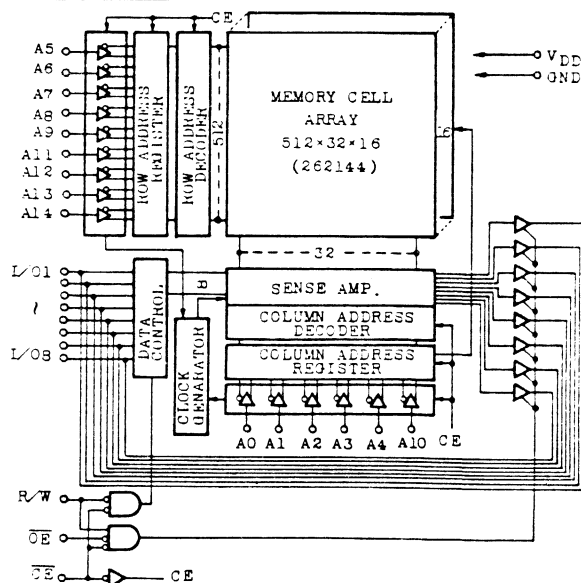 CE
A5
A6
A7
A8
A9
A11
A12
A13
A14
ROW ADDRESS
REGISTER
ROW ADDRESS
DECODER
512
MEMORY CELL
ARRAY
512×32×16
(262144)
16
VDD
GND
32
I/O1
~
I/O8
DATA
CONTROL
8
CLOCK
GENARATOR
SENSE AMP.
COLUMN ADDRESS
DECODER
COLUMN ADDRESS
REGISTER
A0 A1 A2 A3 A4 A10 CE
R/W
OE
CE
CE